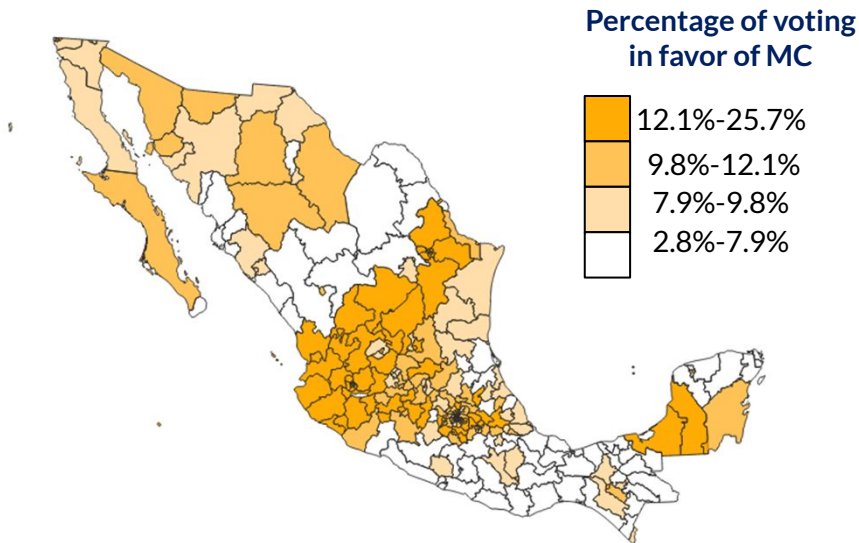 Percentage of voting
in favor of MC
12.1%-25.7%
9.8%-12.1%
7.9%-9.8%
2.8%-7.9%